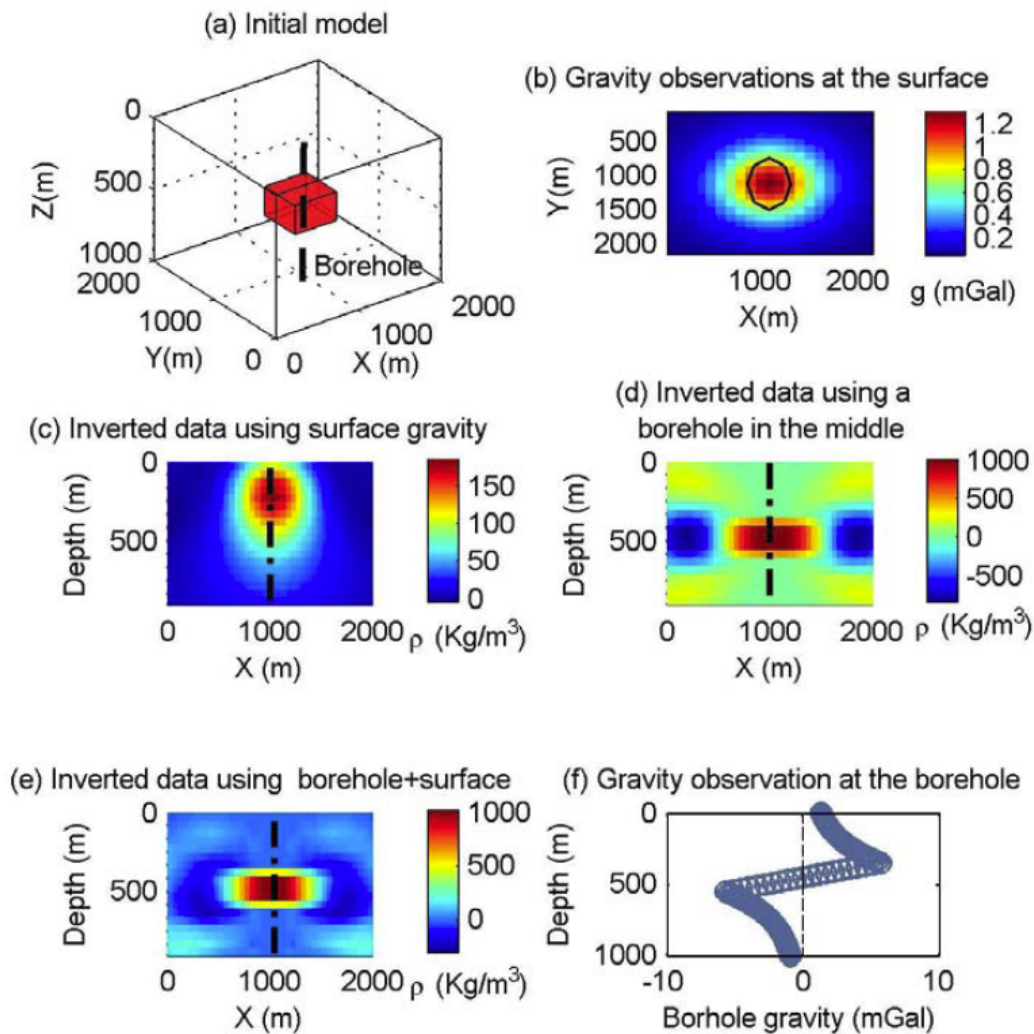 (a) Initial model
0
500
1000
Z(m)
2000
1000
0
Y(m)
0
1000
2000
X (m)
Borehole
(b) Gravity observations at the surface
500
1000
1500
2000
Y(m)
1000 2000
X(m)
1.2
1
0.8
0.6
0.4
0.2
g (mGal)
(c) Inverted data using surface gravity
0
500
Depth (m)
0 1000 2000
X (m)
150
100
50
0
ρ (Kg/m³)
(d) Inverted data using a
borehole in the middle
0
500
Depth (m)
0 1000 2000
X (m)
1000
500
0
-500
ρ (Kg/m³)
(e) Inverted data using borehole+surface
0
500
Depth (m)
0 1000 2000
X (m)
1000
500
0
ρ (Kg/m³)
(f) Gravity observation at the borehole
0
500
1000
Depth (m)
-10 0 10
Borhole gravity (mGal)